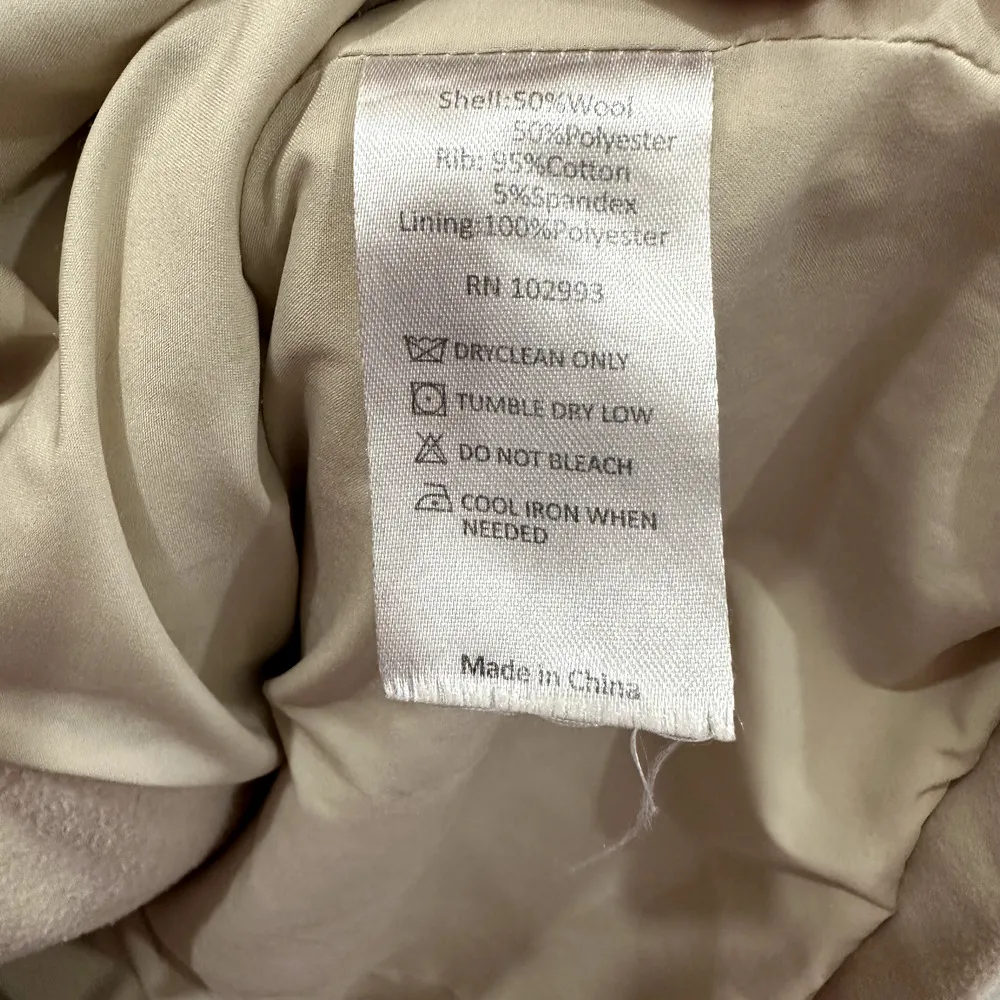 Shell:50%Wool
50%Polyester
Rib: 95%Cotton
5%Spandex
Lining:100%Polyester
RN 102993
DRYCLEAN ONLY
TUMBLE DRY LOW
DO NOT BLEACH
COOL IRON WHEN
NEEDED
Made in China